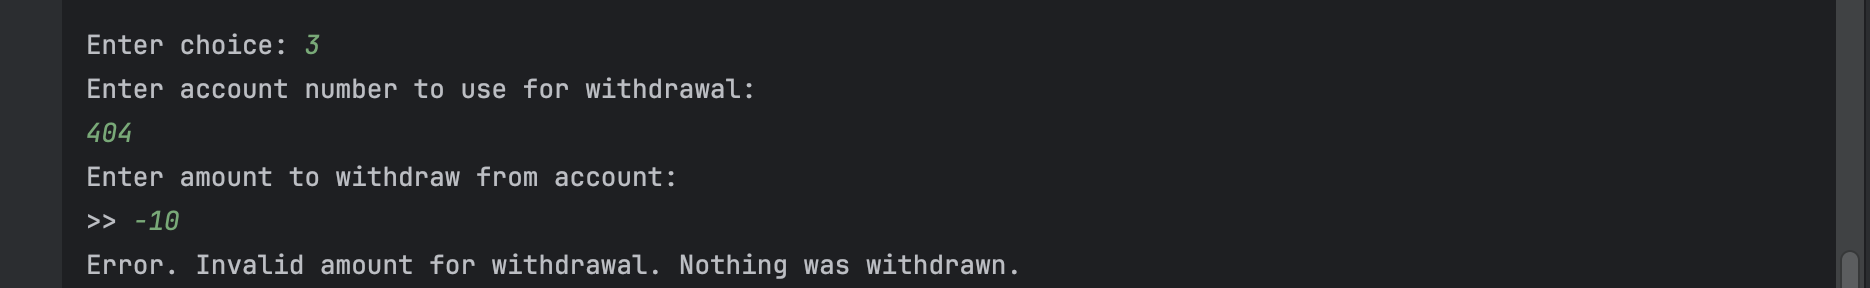 Enter choice: 3
Enter account number to use for withdrawal:
404
Enter amount to withdraw from account:
>> -10
Error. Invalid amount for withdrawal. Nothing was withdrawn.